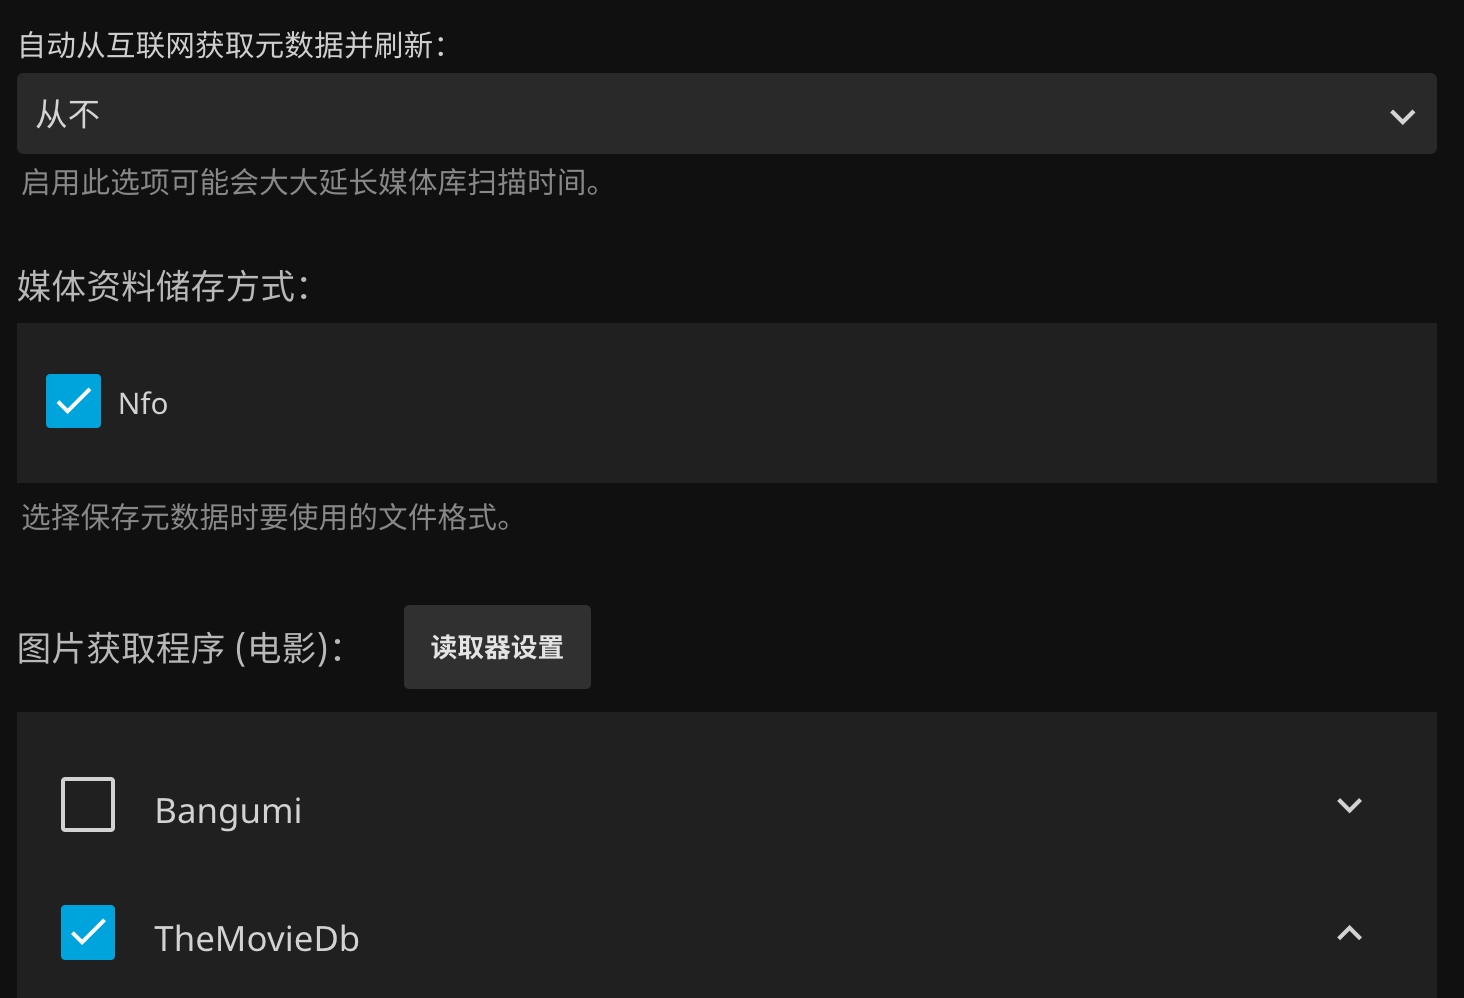 自动从互联网获取元数据并刷新：
从不
启用此选项可能会大大延长媒体库扫描时间。
媒体资料储存方式：
Nfo
选择保存元数据时要使用的文件格式。
图片获取程序 (电影)：
读取器设置
Bangumi
TheMovieDb